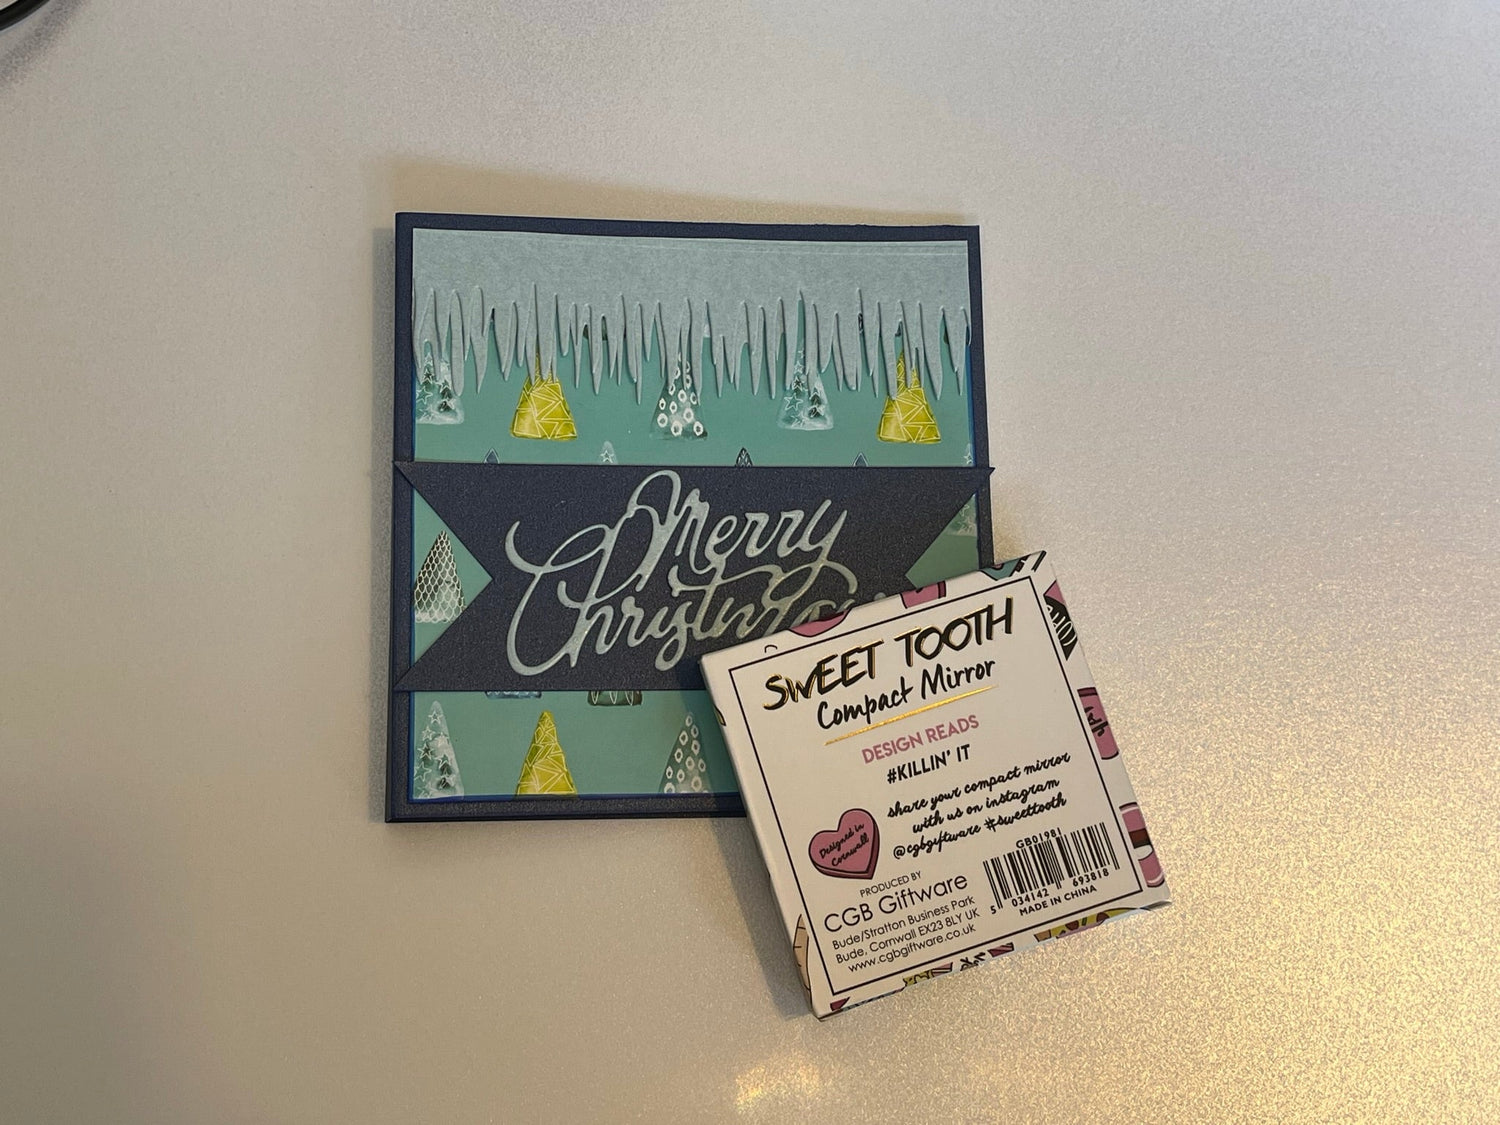 Merry
Christmas
SWEET TOOTH
Compact Mirror
DESIGN READS
#KILLIN' IT
share your compact mirror
with us on instagram
@cgbgiftware #sweettooth
Designed in
Cornwall
PRODUCED BY
CGB Giftware
Bude/Stratton Business Park
Bude, Cornwall EX23 8LY UK
www.cgbgiftware.co.uk
GB01981
5 034142 693818
MADE IN CHINA